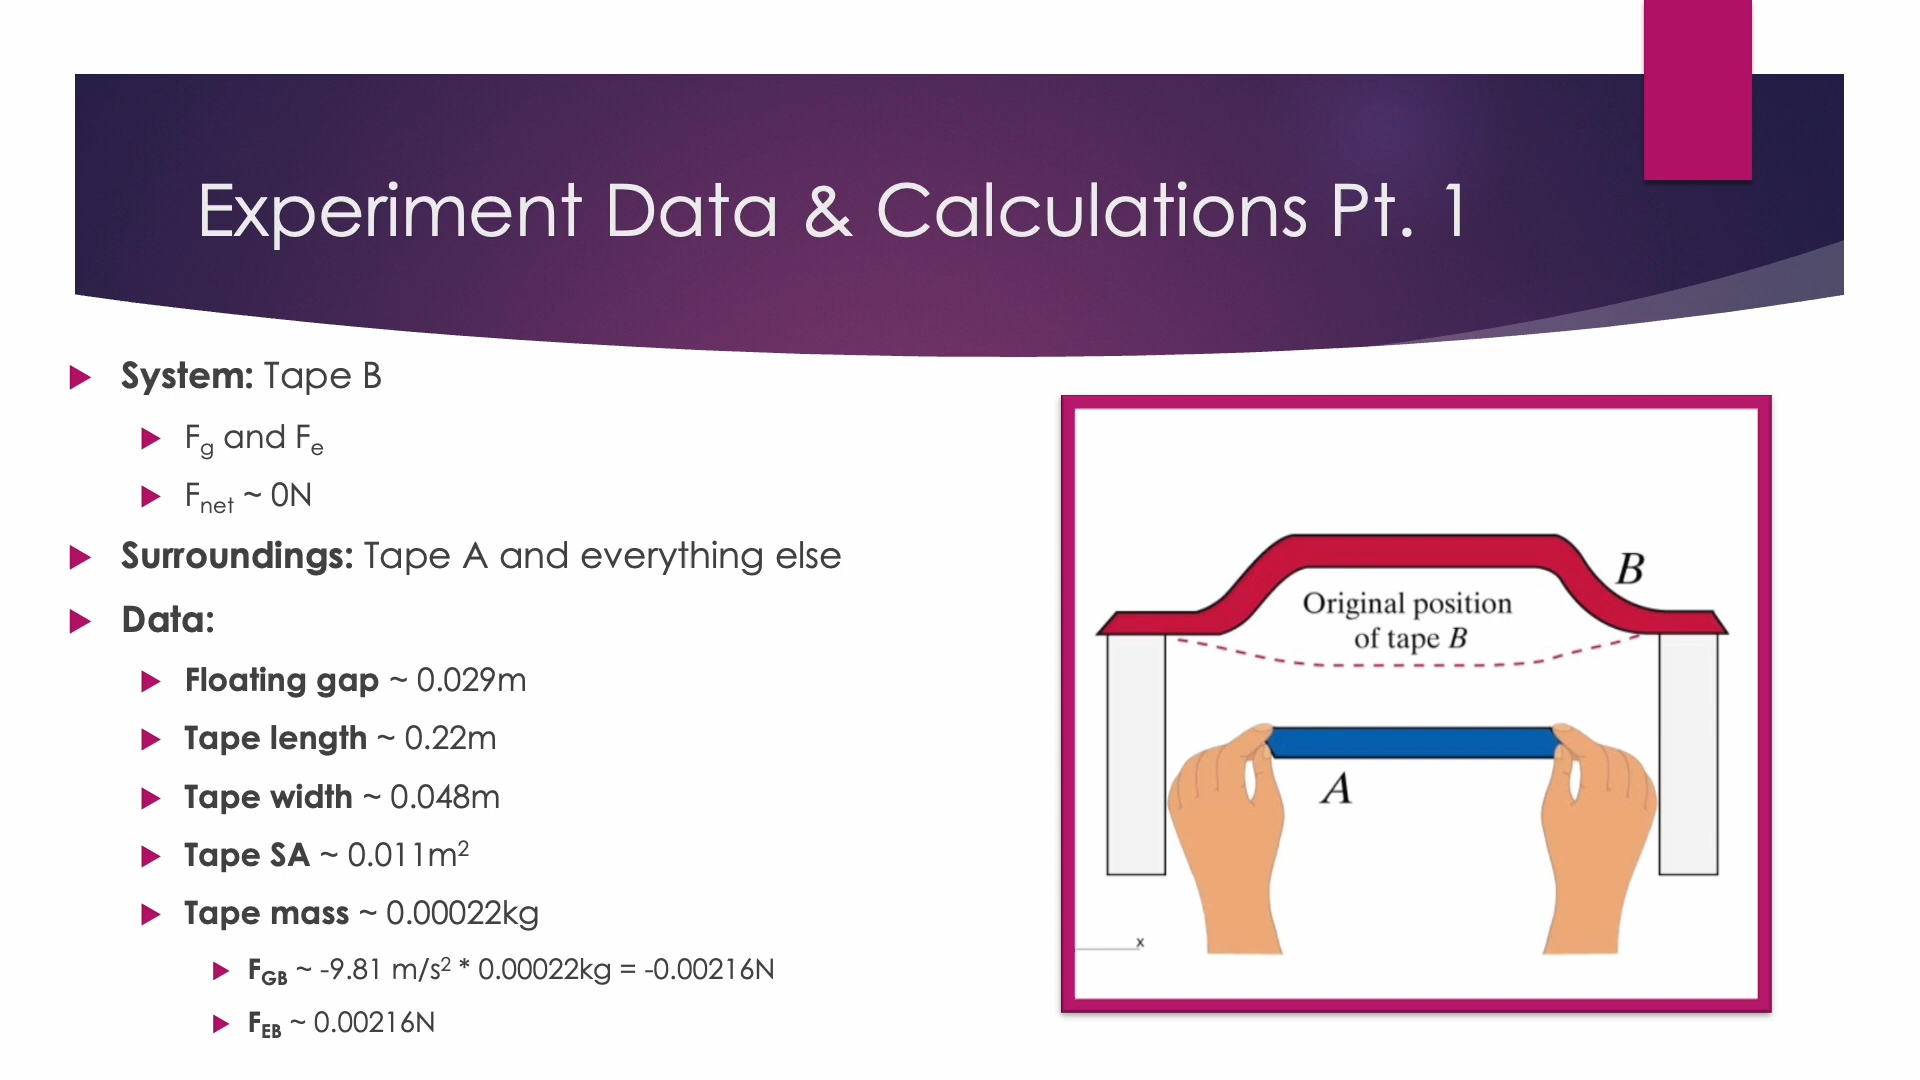 Experiment Data & Calculations Pt. 1
System: Tape B
Fg and Fe
Fnet ~ 0N
Surroundings: Tape A and everything else
Data:
Floating gap ~ 0.029m
Tape length ~ 0.22m
Tape width ~ 0.048m
Tape SA ~ 0.011m²
Tape mass ~ 0.00022kg
FGB ~ -9.81 m/s² * 0.00022kg = -0.00216N
FEB ~ 0.00216N
B
Original position
of tape B
A
x